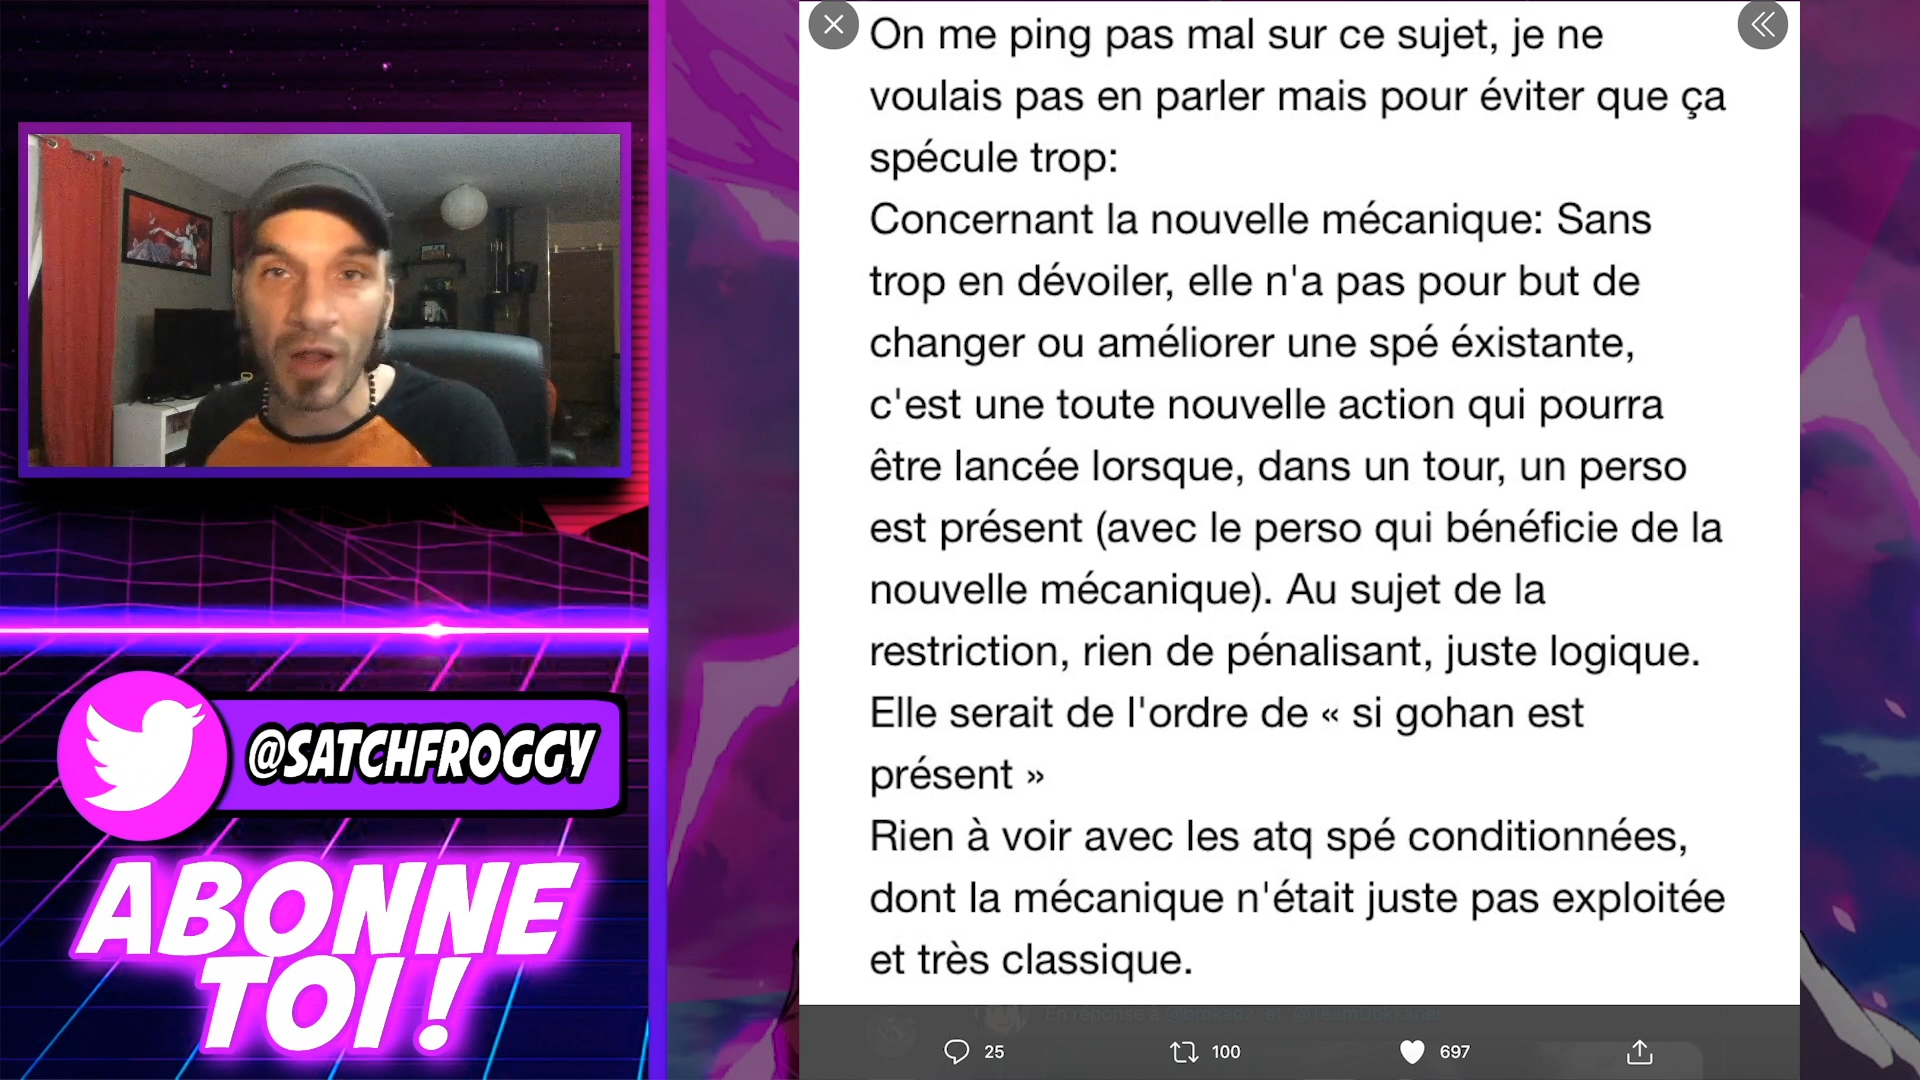 On me ping pas mal sur ce sujet, je ne
voulais pas en parler mais pour éviter que ça
spécule trop:
Concernant la nouvelle mécanique: Sans
trop en dévoiler, elle n'a pas pour but de
changer ou améliorer une spé éxistante,
c'est une toute nouvelle action qui pourra
être lancée lorsque, dans un tour, un perso
est présent (avec le perso qui bénéficie de la
nouvelle mécanique). Au sujet de la
restriction, rien de pénalisant, juste logique.
Elle serait de l'ordre de « si gohan est
présent »
Rien à voir avec les atq spé conditionnées,
dont la mécanique n'était juste pas exploitée
et très classique.
En réponse à @brokadz et @TeamDokkaner
25 100 697
@SATCHFROGGY
ABONNE
TOI !